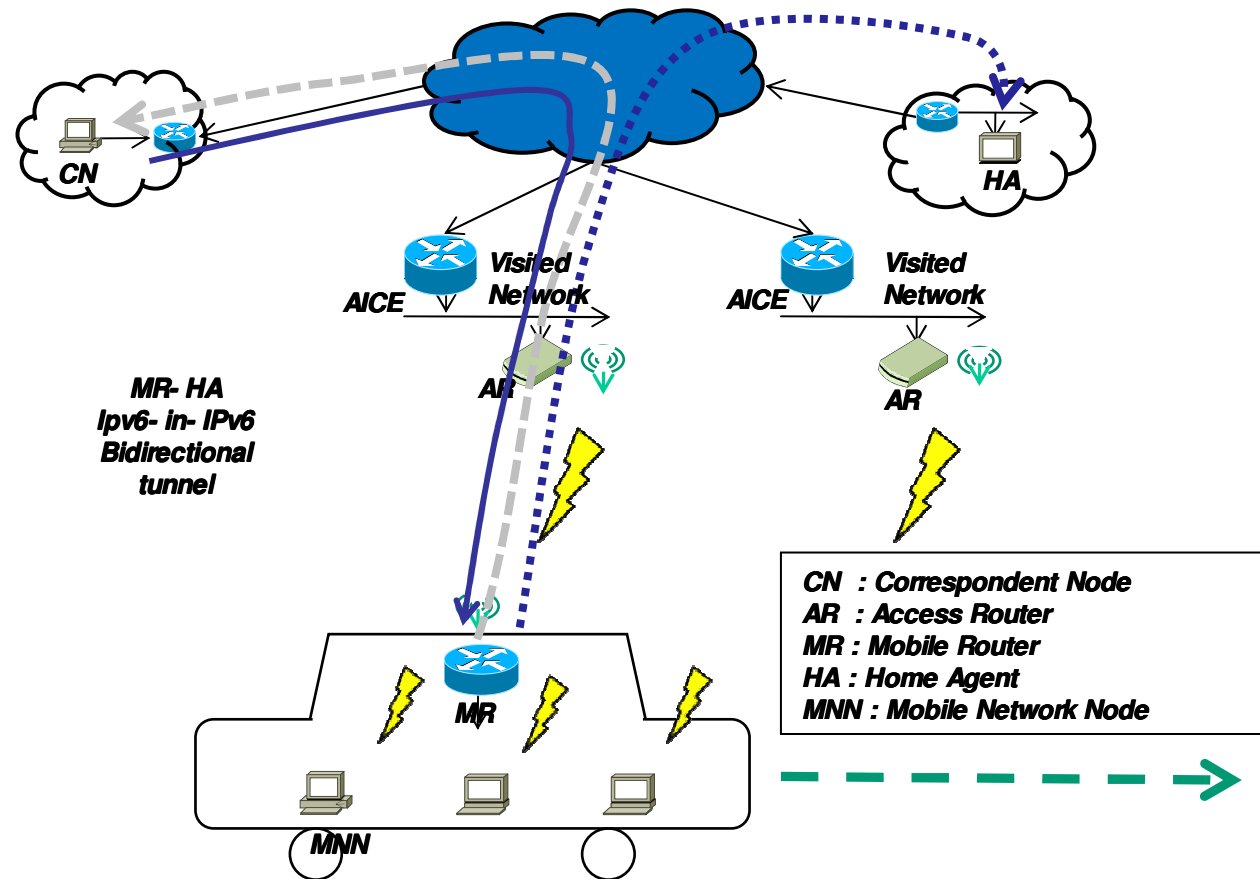 CN
HA
AICE
Visited
Network
AICE
Visited
Network
AR
AR
MR- HA
Ipv6- in- IPv6
Bidirectional
tunnel
CN : Correspondent Node
AR : Access Router
MR : Mobile Router
HA : Home Agent
MNN : Mobile Network Node
MR
MNN